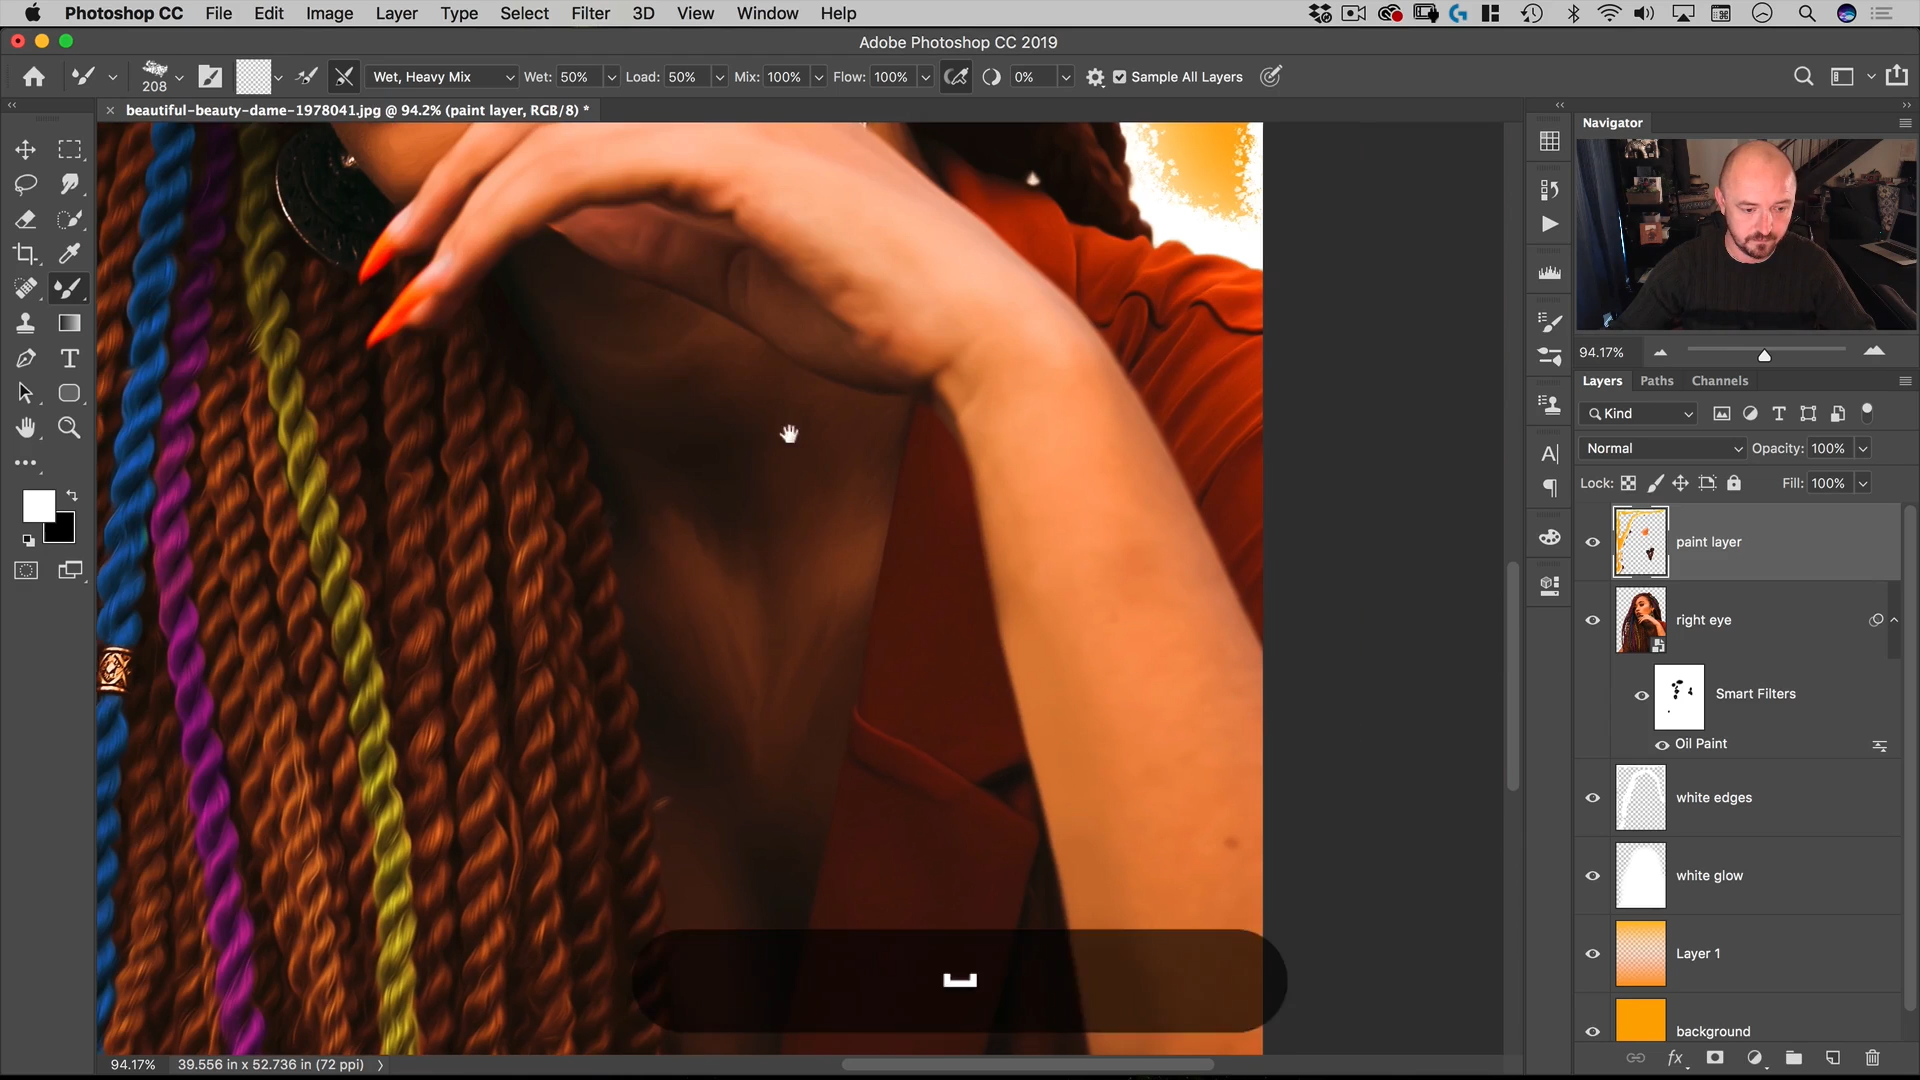 Photoshop CC File Edit Image Layer Type Select Filter 3D View Window Help
Adobe Photoshop CC 2019
208 Wet, Heavy Mix Wet: 50% Load: 50% Mix: 100% Flow: 100% 0% Sample All Layers
beautiful-beauty-dame-1978041.jpg @ 94.2% (paint layer, RGB/8) *
Navigator
94.17%
Layers Paths Channels
Kind
Normal Opacity: 100%
Lock: Fill: 100%
paint layer
right eye
Smart Filters
Oil Paint
white edges
white glow
Layer 1
background
fx
94.17% 39.556 in x 52.736 in (72 ppi)